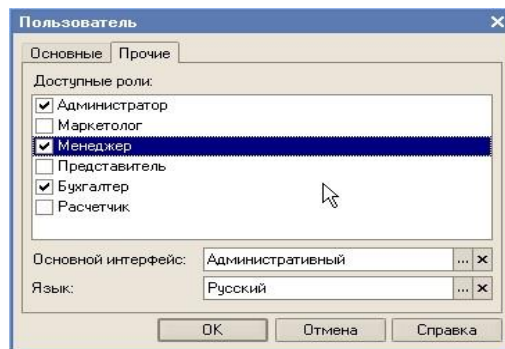 Пользователь
Основные Прочие
Доступные роли:
Администратор
Маркетолог
Менеджер
Представитель
Бухгалтер
Расчетчик
Основной интерфейс: Административный ...
Язык: Русский ...
OK Отмена Справка